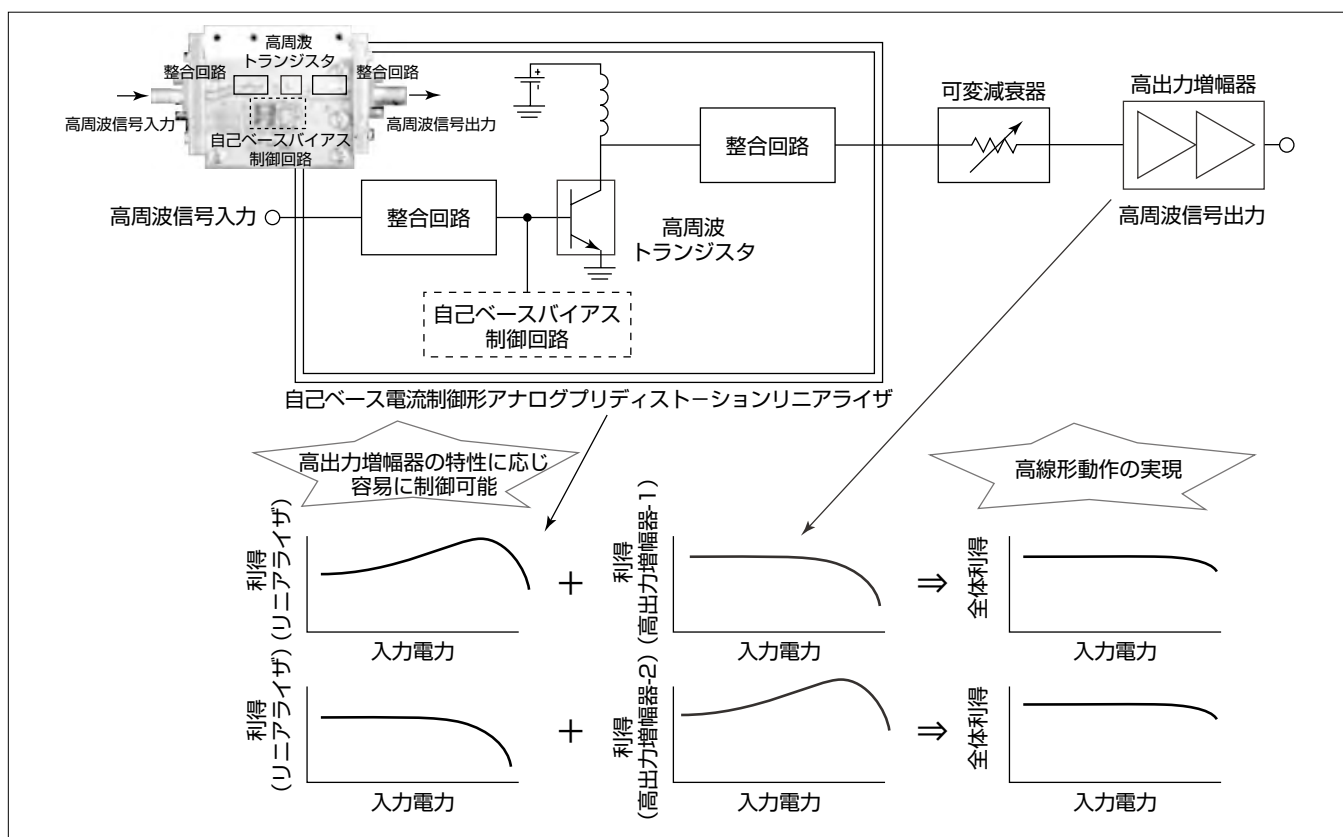 高周波
トランジスタ
整合回路
整合回路
高周波信号入力
高周波信号出力
自己ベースバイアス
制御回路
可変減衰器
高出力増幅器
整合回路
高周波信号入力
整合回路
高周波
トランジスタ
高周波信号出力
自己ベースバイアス
制御回路
自己ベース電流制御形アナログプリディストーションリニアライザ
高出力増幅器の特性に応じ
容易に制御可能
高線形動作の実現
利得
(リニアライザ)
入力電力
+
利得
(高出力増幅器-1)
入力電力
⇒
全体利得
入力電力
利得
(リニアライザ)
入力電力
+
利得
(高出力増幅器-2)
入力電力
⇒
全体利得
入力電力